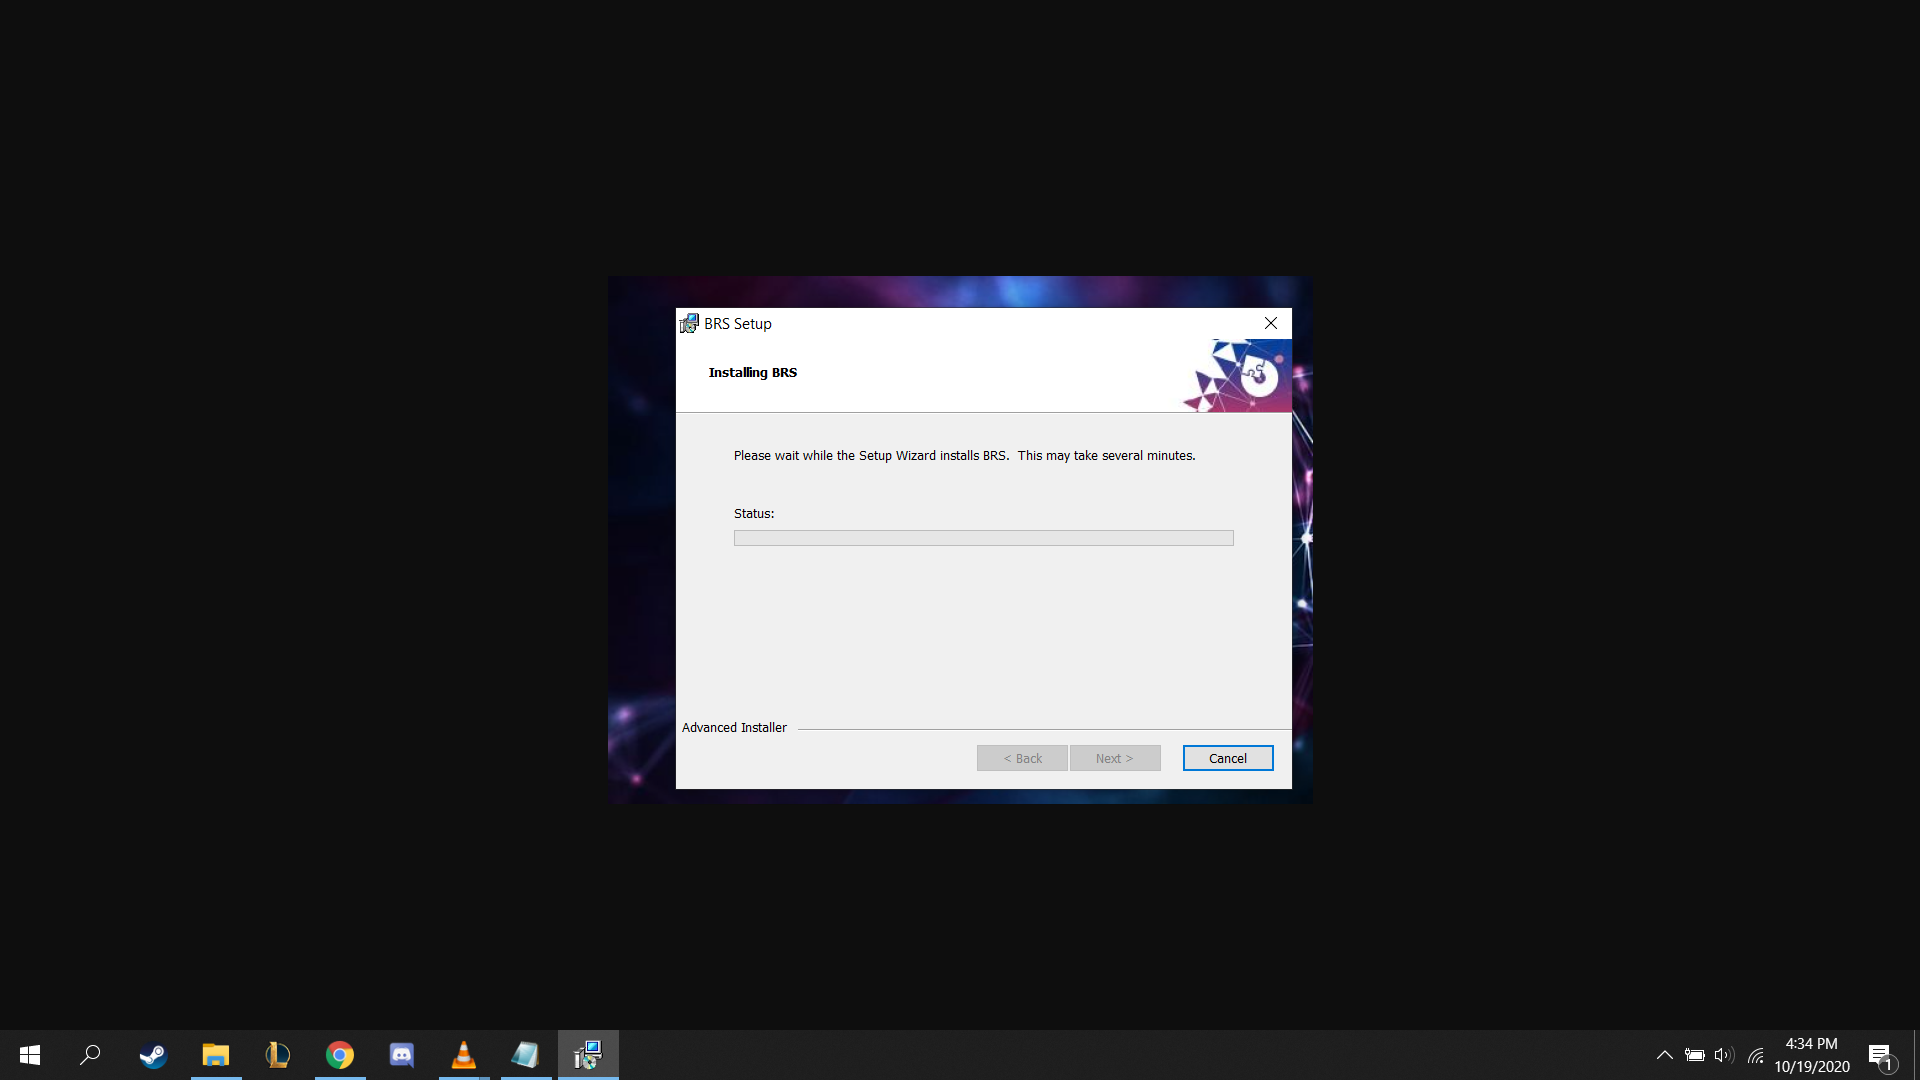 BRS Setup
Installing BRS
Please wait while the Setup Wizard installs BRS.  This may take several minutes.
Status:
Advanced Installer
< Back
Next >
Cancel
4:34 PM
10/19/2020
1